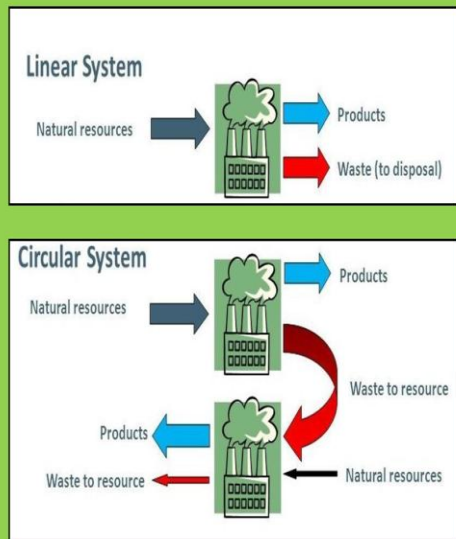 Linear System
Natural resources
Products
Waste (to disposal)
Circular System
Natural resources
Products
Waste to resource
Products
Waste to resource
Natural resources